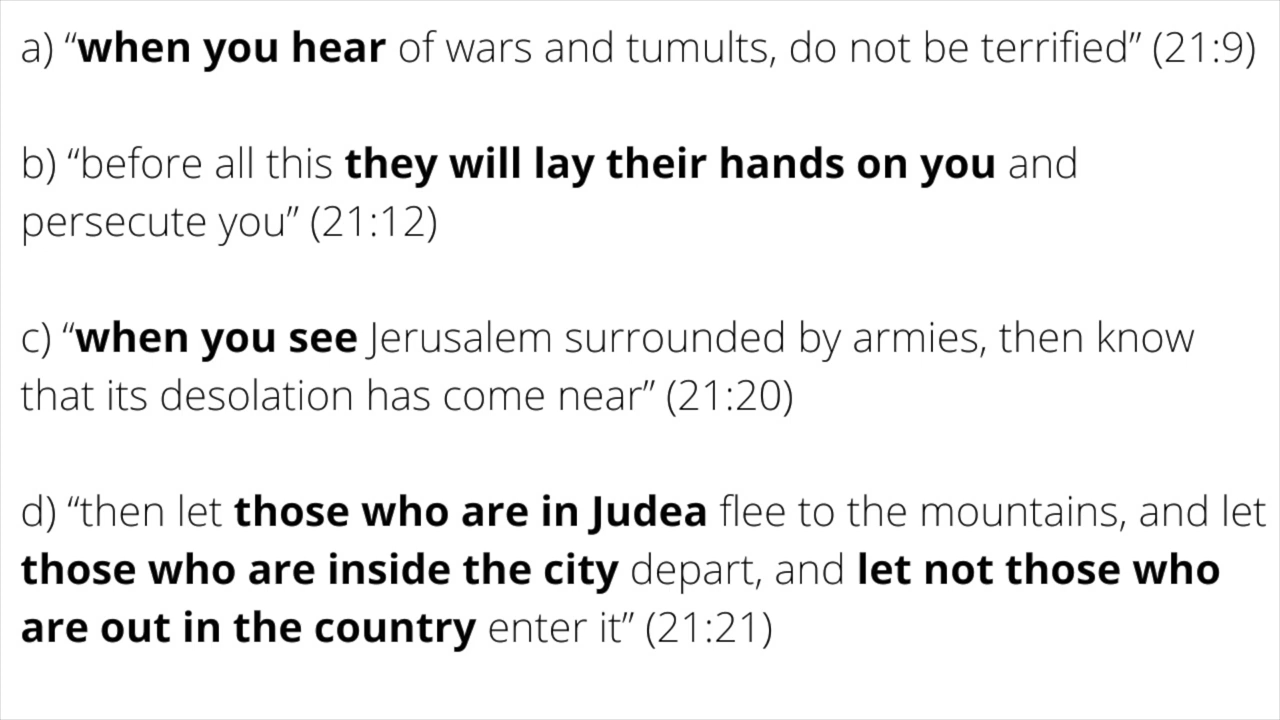 a) “when you hear of wars and tumults, do not be terrified” (21:9)
b) “before all this they will lay their hands on you and
persecute you” (21:12)
c) “when you see Jerusalem surrounded by armies, then know
that its desolation has come near” (21:20)
d) “then let those who are in Judea flee to the mountains, and let
those who are inside the city depart, and let not those who
are out in the country enter it” (21:21)